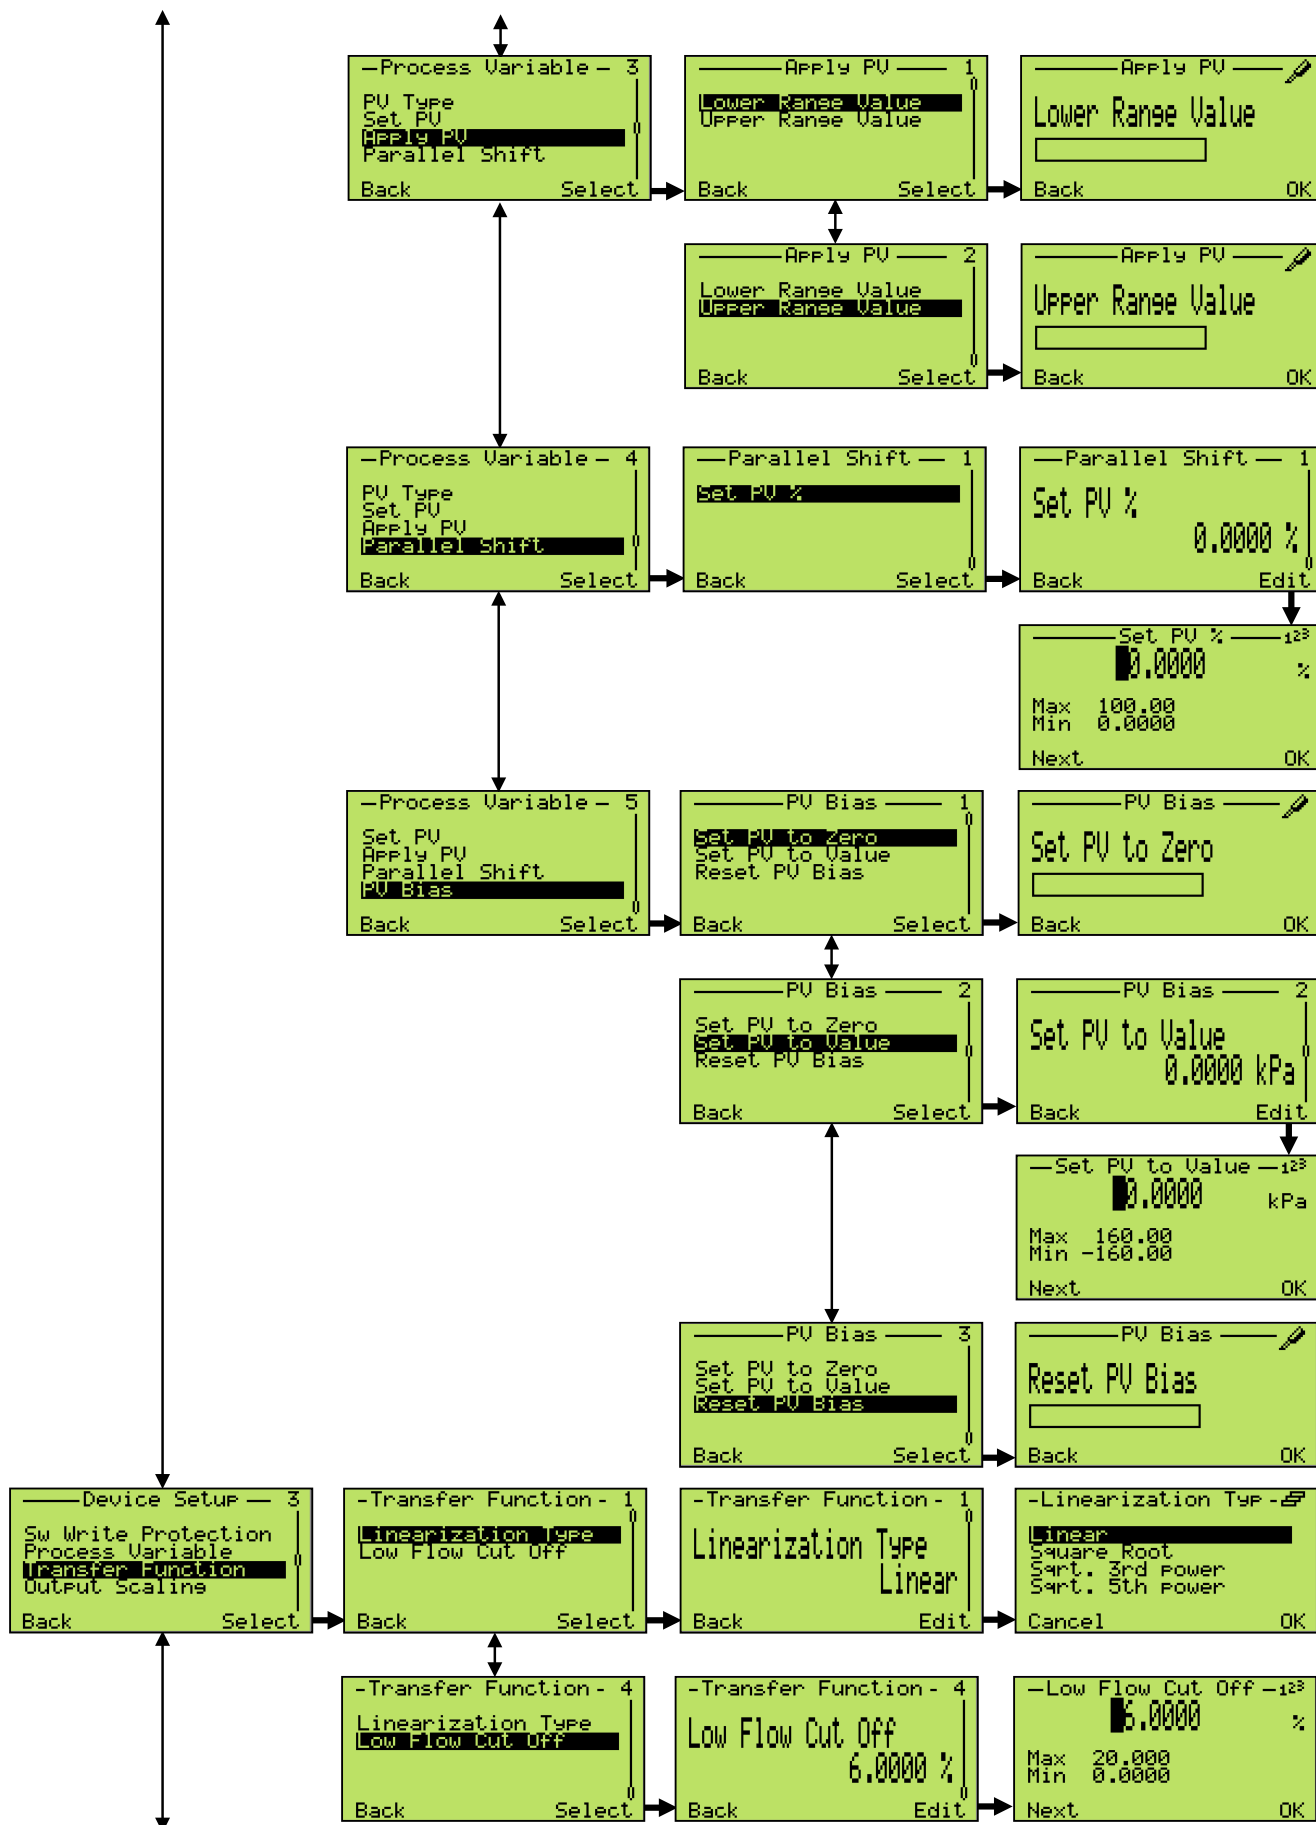 Process Variable 3
PV Type
Set PV
Apply PV
Parallel Shift
Back Select
Apply PV 1
Lower Range Value
Upper Range Value
Back Select
Apply PV
Lower Range Value
Back OK
Apply PV 2
Lower Range Value
Upper Range Value
Back Select
Apply PV
Upper Range Value
Back OK
Process Variable 4
PV Type
Set PV
Apply PV
Parallel Shift
Back Select
Parallel Shift 1
Set PV %
Back Select
Parallel Shift 1
Set PV %
0.0000 %
Back Edit
Set PV % 123
0.0000 %
Max 100.00
Min 0.0000
Next OK
Process Variable 5
Set PV
Apply PV
Parallel Shift
PV Bias
Back Select
PV Bias 1
Set PV to Zero
Set PV to Value
Reset PV Bias
Back Select
PV Bias
Set PV to Zero
Back OK
PV Bias 2
Set PV to Zero
Set PV to Value
Reset PV Bias
Back Select
PV Bias 2
Set PV to Value
0.0000 kPa
Back Edit
Set PV to Value 123
0.0000 kPa
Max 160.00
Min -160.00
Next OK
PV Bias 3
Set PV to Zero
Set PV to Value
Reset PV Bias
Back Select
PV Bias
Reset PV Bias
Back OK
Device Setup 3
Sw Write Protection
Process Variable
Transfer Function
Output Scaling
Back Select
-Transfer Function- 1
Linearization Type
Low Flow Cut Off
Back Select
-Transfer Function- 1
Linearization Type
Linear
Back Edit
-Linearization Typ-
Linear
Square Root
Sqrt. 3rd power
Sqrt. 5th power
Cancel OK
-Transfer Function- 4
Linearization Type
Low Flow Cut Off
Back Select
-Transfer Function- 4
Low Flow Cut Off
6.0000 %
Back Edit
Low Flow Cut Off 123
6.0000 %
Max 20.000
Min 0.0000
Next OK